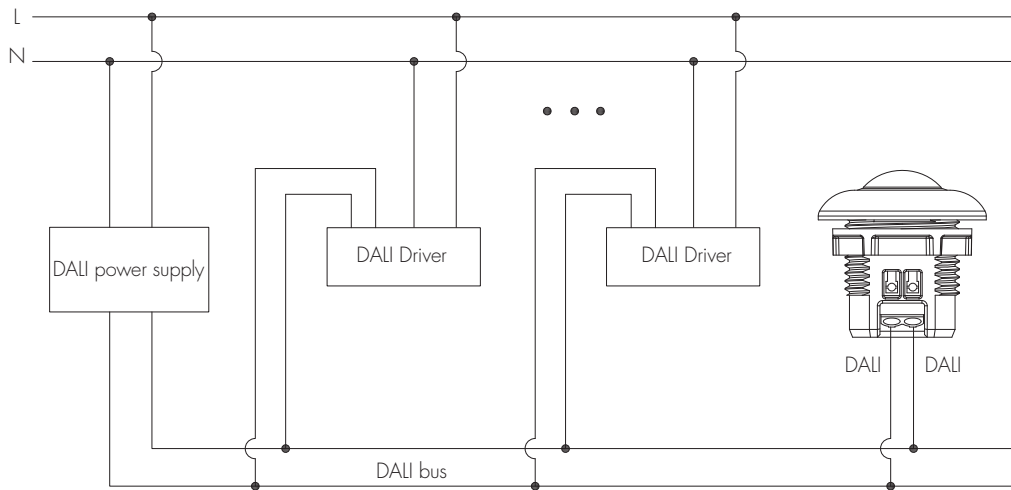 L
N
DALI power supply
DALI Driver
DALI Driver
DALI
DALI
DALI bus